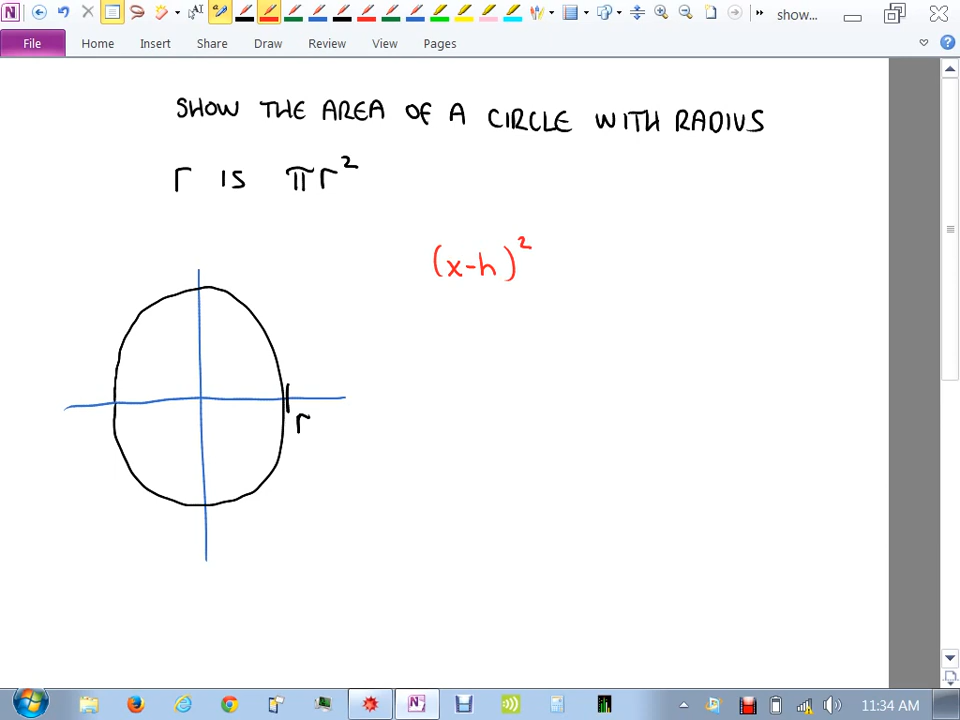 show...
File
Home
Insert
Share
Draw
Review
View
Pages
SHOW THE AREA OF A CIRCLE WITH RADIUS
r IS πr²
(x-h)²
r
11:34 AM